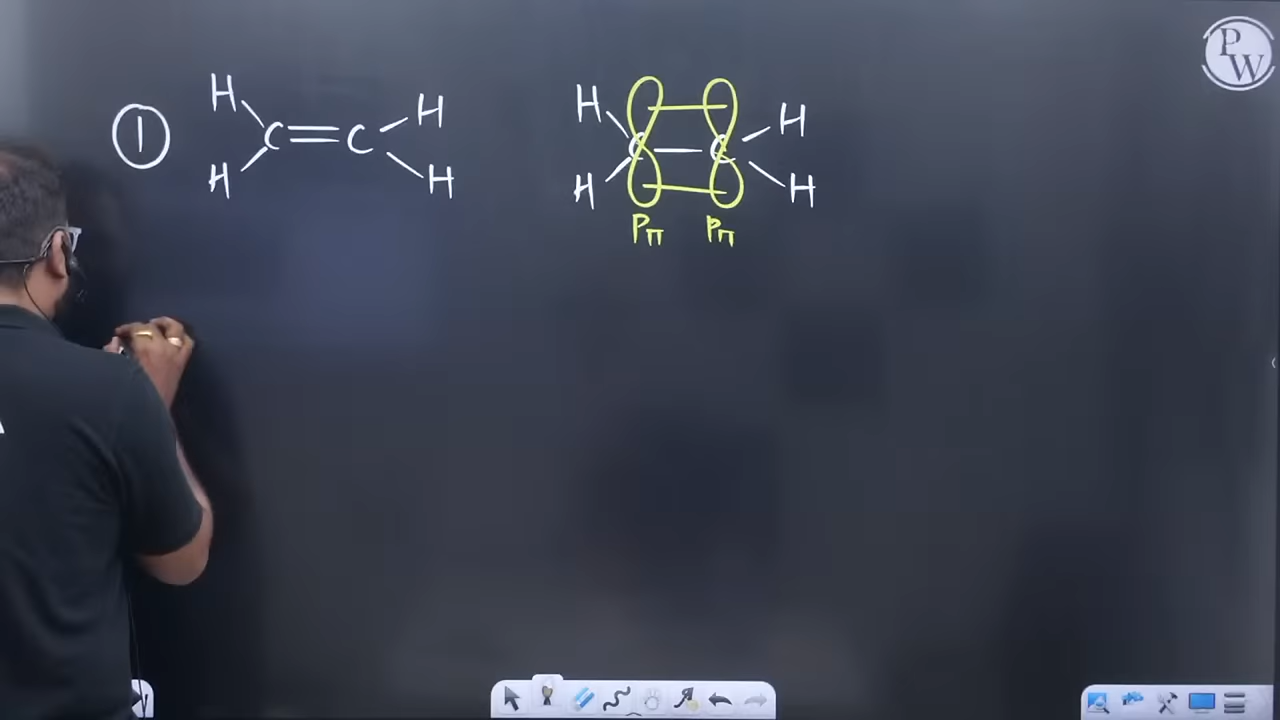 PW
① H H H H
C=C C—C
H H H H
Pπ Pπ